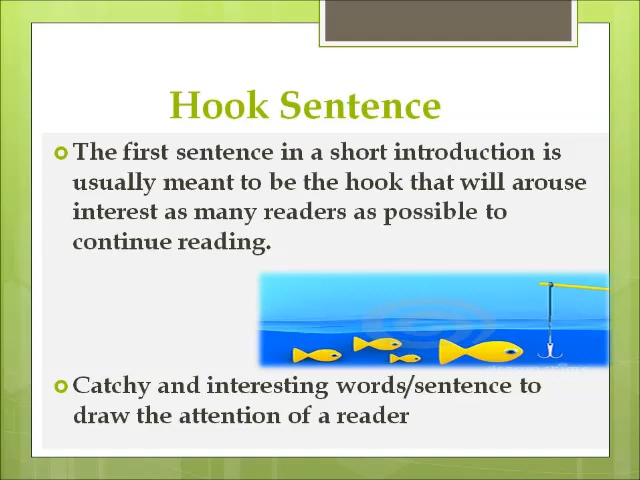 Hook Sentence
The first sentence in a short introduction is
usually meant to be the hook that will arouse
interest as many readers as possible to
continue reading.
Catchy and interesting words/sentence to
draw the attention of a reader